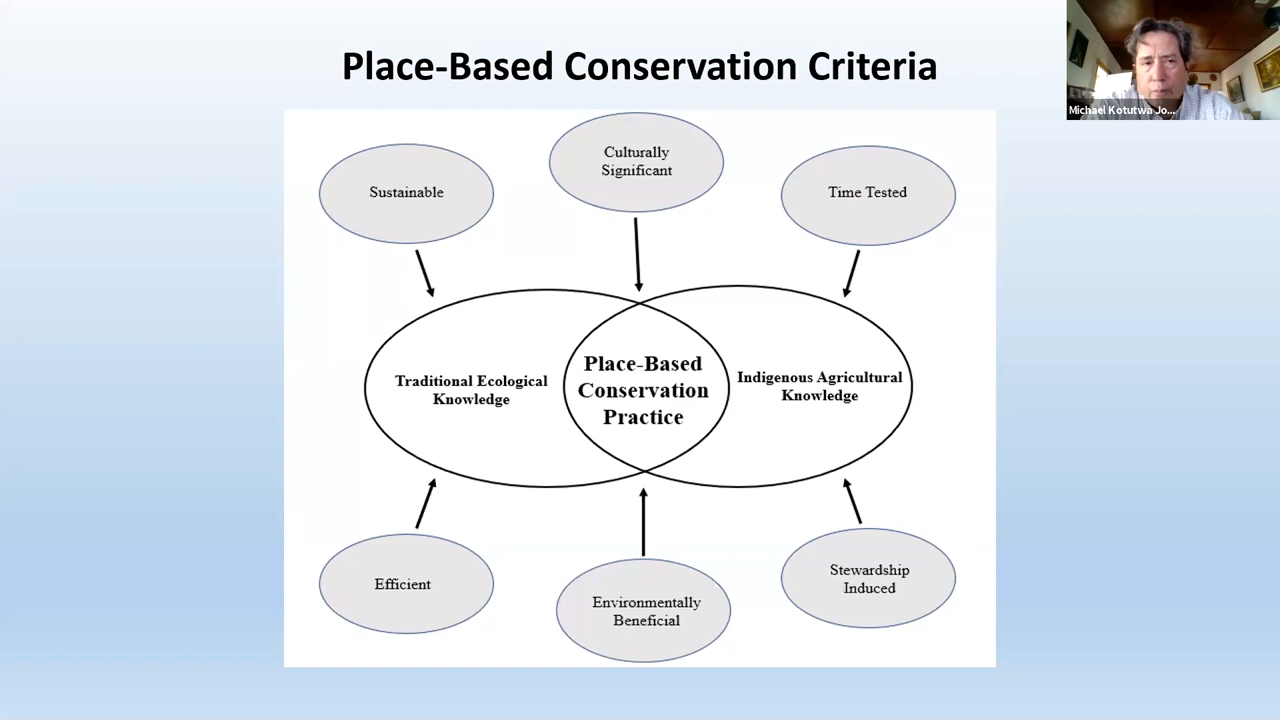 Place-Based Conservation Criteria
Michael Kotutwa Jo...
Culturally
Significant
Sustainable
Time Tested
Place-Based
Conservation
Practice
Traditional Ecological
Knowledge
Indigenous Agricultural
Knowledge
Efficient
Environmentally
Beneficial
Stewardship
Induced